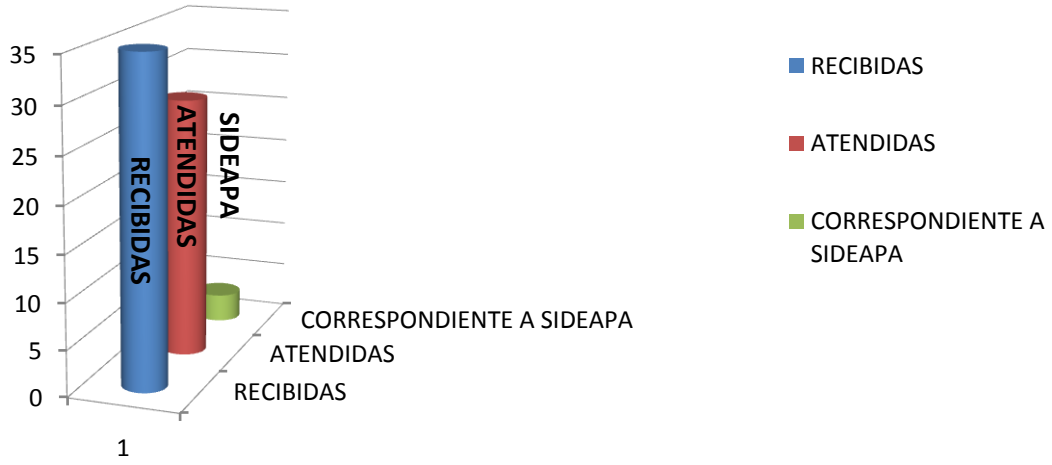 35
30
25
20
15
10
5
0
1
RECIBIDAS
ATENDIDAS
SIDEAPA
CORRESPONDIENTE A SIDEAPA
ATENDIDAS
RECIBIDAS
RECIBIDAS
ATENDIDAS
CORRESPONDIENTE A
SIDEAPA